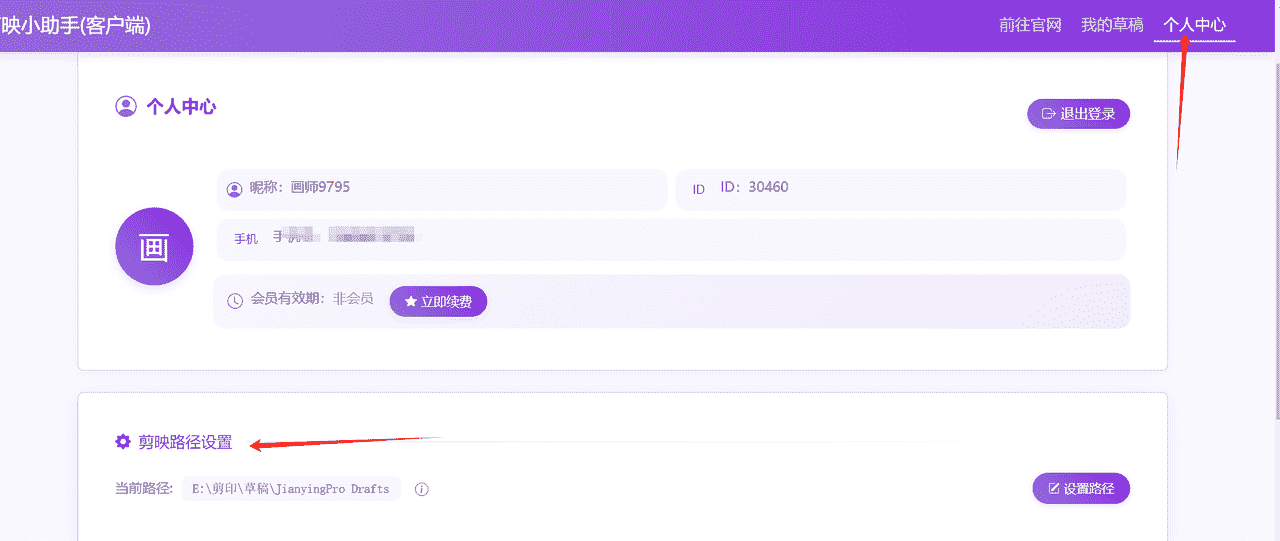 映小助手(客户端)
前往官网 我的草稿 个人中心
个人中心
退出登录
昵称：画师9795
ID ID：30460
手机
画
会员有效期：非会员 立即续费
剪映路径设置
当前路径: E:\剪印\草稿\JianyingPro Drafts 设置路径